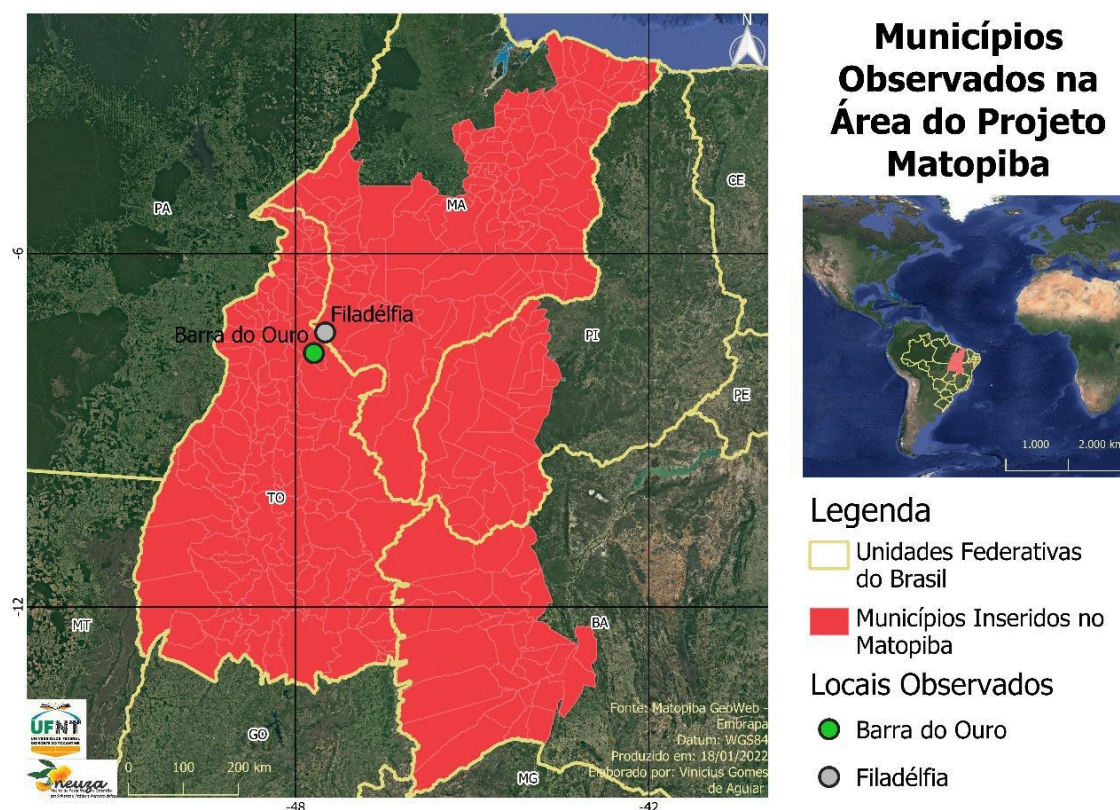 Municípios
Observados na
Área do Projeto
Matopiba
N
PA
MA
CE
-6
Filadélfia
Barra do Ouro
PI
PE
TO
-12
MT
BA
GO
MG
0 100 200 km
-48
-42
Fonte: Matopiba GeoWeb -
Embrapa
Datum: WGS84
Produzido em: 18/01/2022
Elaborado por: Vinicius Gomes
de Aguiar
UFNT
neuza
1.000 2.000 km
Legenda
Unidades Federativas
do Brasil
Municípios Inseridos no
Matopiba
Locais Observados
Barra do Ouro
Filadélfia